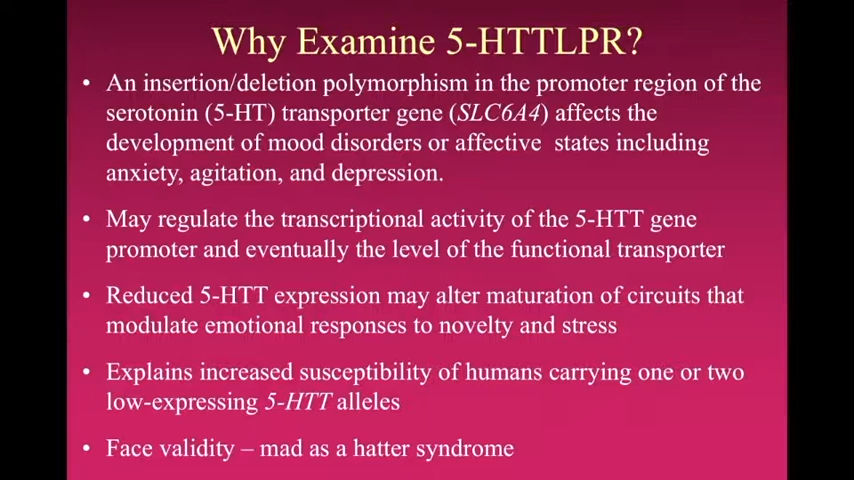 Why Examine 5-HTTLPR?
• An insertion/deletion polymorphism in the promoter region of the
serotonin (5-HT) transporter gene (SLC6A4) affects the
development of mood disorders or affective states including
anxiety, agitation, and depression.
• May regulate the transcriptional activity of the 5-HTT gene
promoter and eventually the level of the functional transporter
• Reduced 5-HTT expression may alter maturation of circuits that
modulate emotional responses to novelty and stress
• Explains increased susceptibility of humans carrying one or two
low-expressing 5-HTT alleles
• Face validity – mad as a hatter syndrome